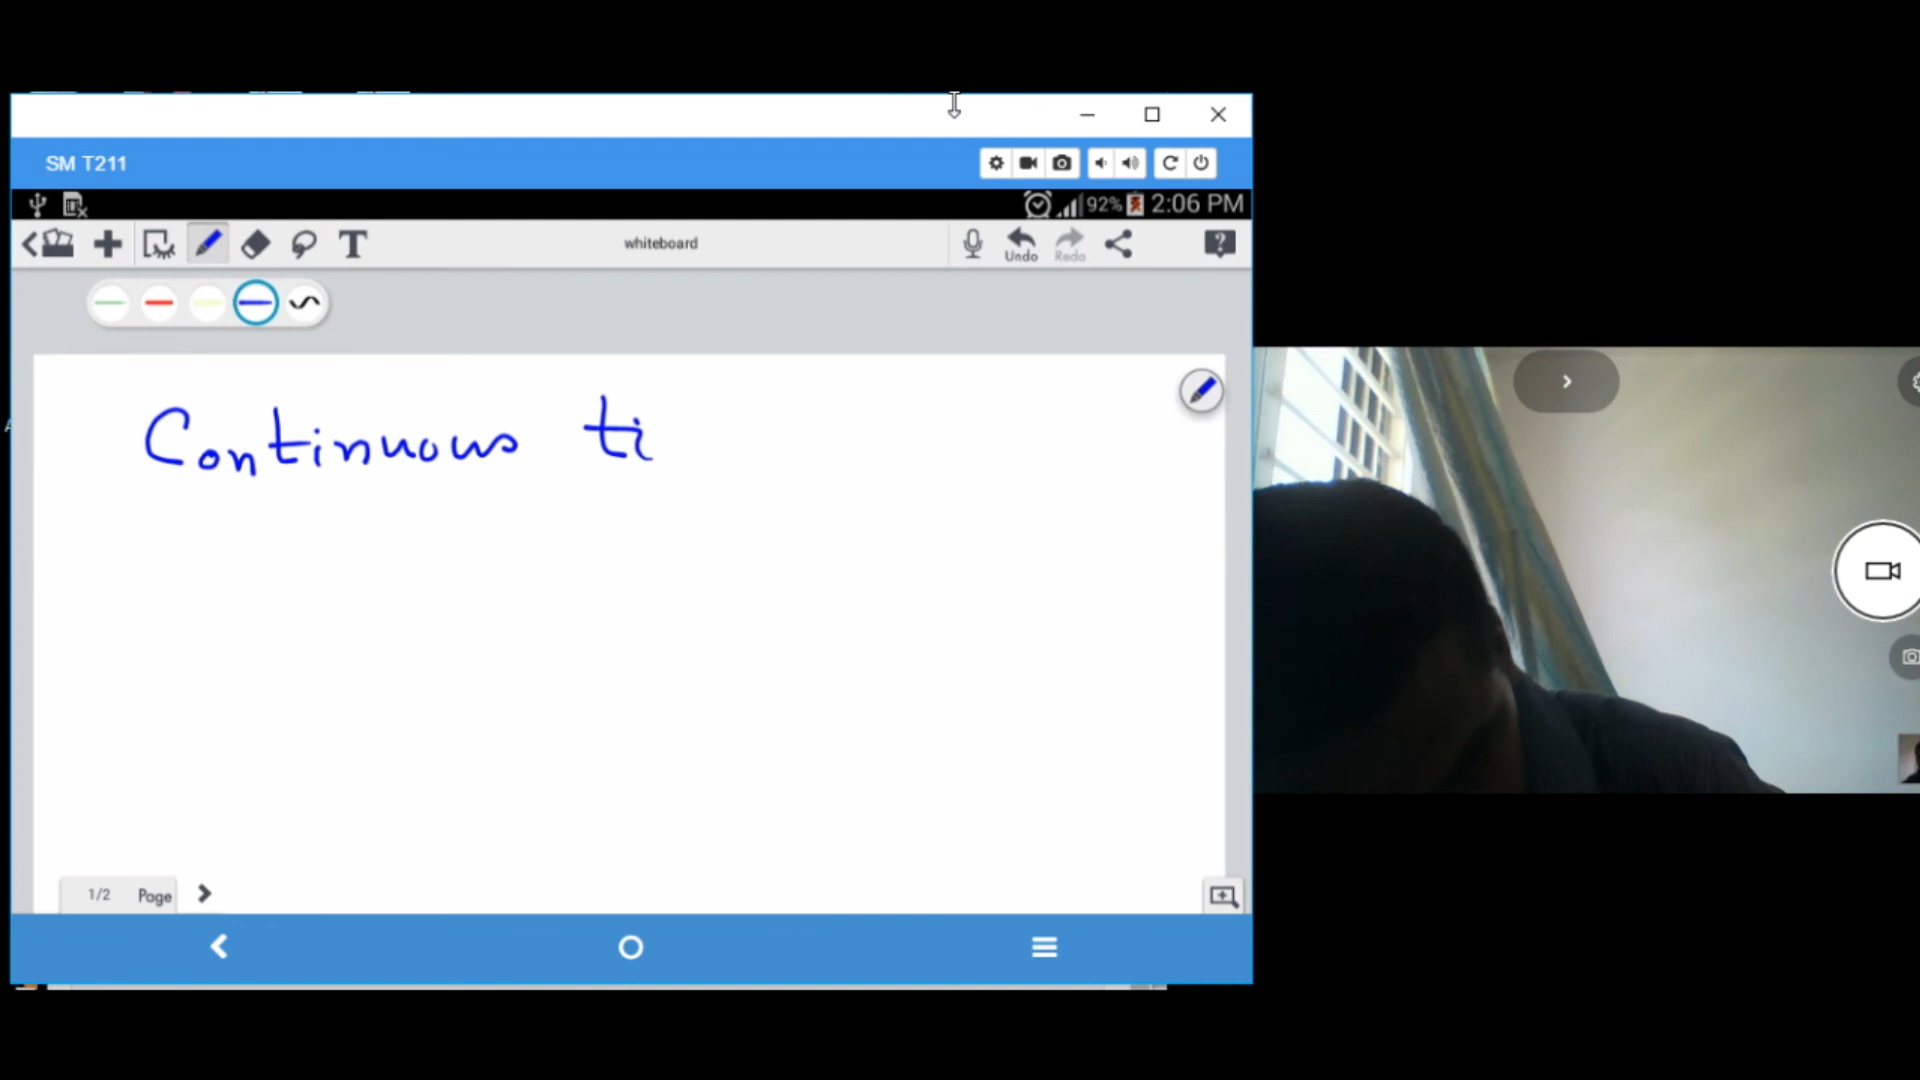 SM T211
92% 2:06 PM
whiteboard
Undo
Redo
T
?
Continuous ti
1/2 Page